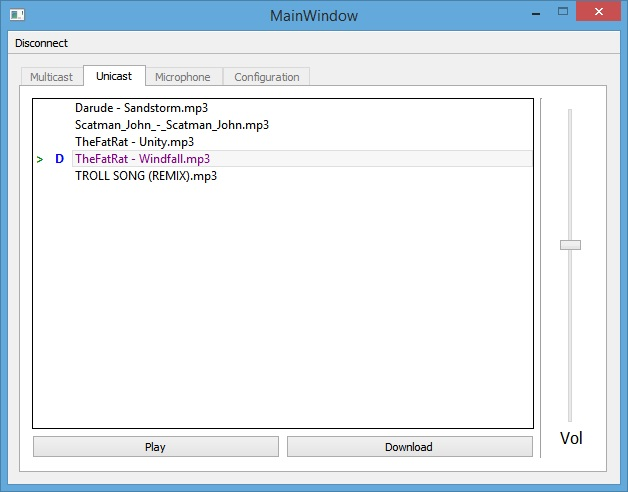 MainWindow
Disconnect
Multicast Unicast Microphone Configuration
Darude - Sandstorm.mp3
Scatman_John_-_Scatman_John.mp3
TheFatRat - Unity.mp3
> D TheFatRat - Windfall.mp3
TROLL SONG (REMIX).mp3
Play Download
Vol